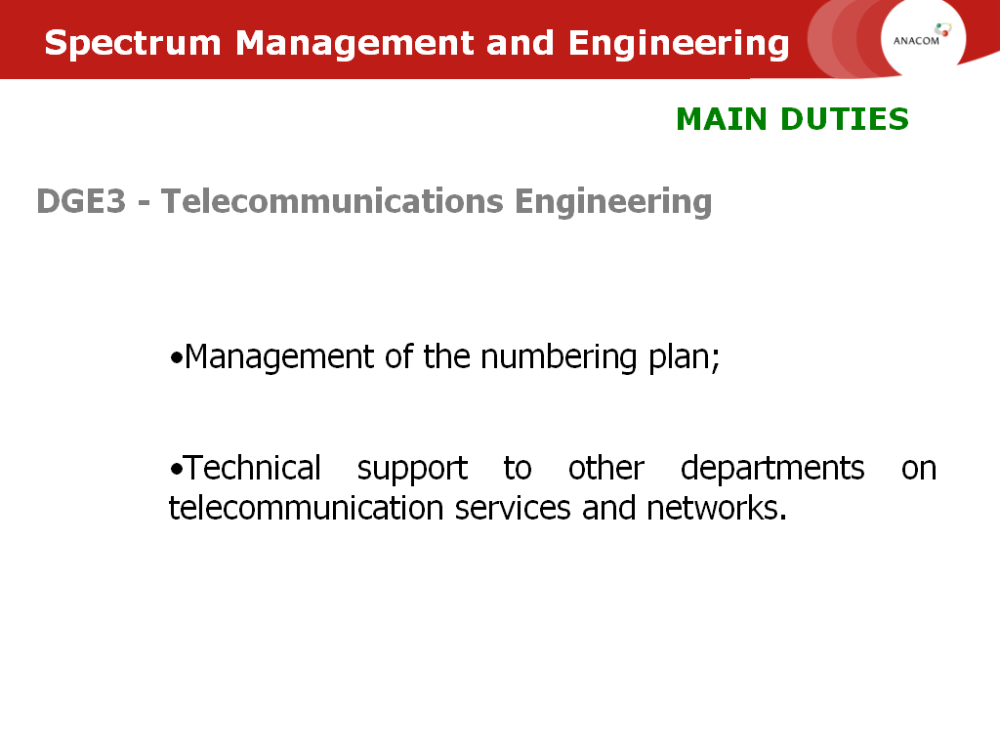 Spectrum Management and Engineering
ANACOM
MAIN DUTIES
DGE3 - Telecommunications Engineering
•Management of the numbering plan;
•Technical support to other departments on
telecommunication services and networks.